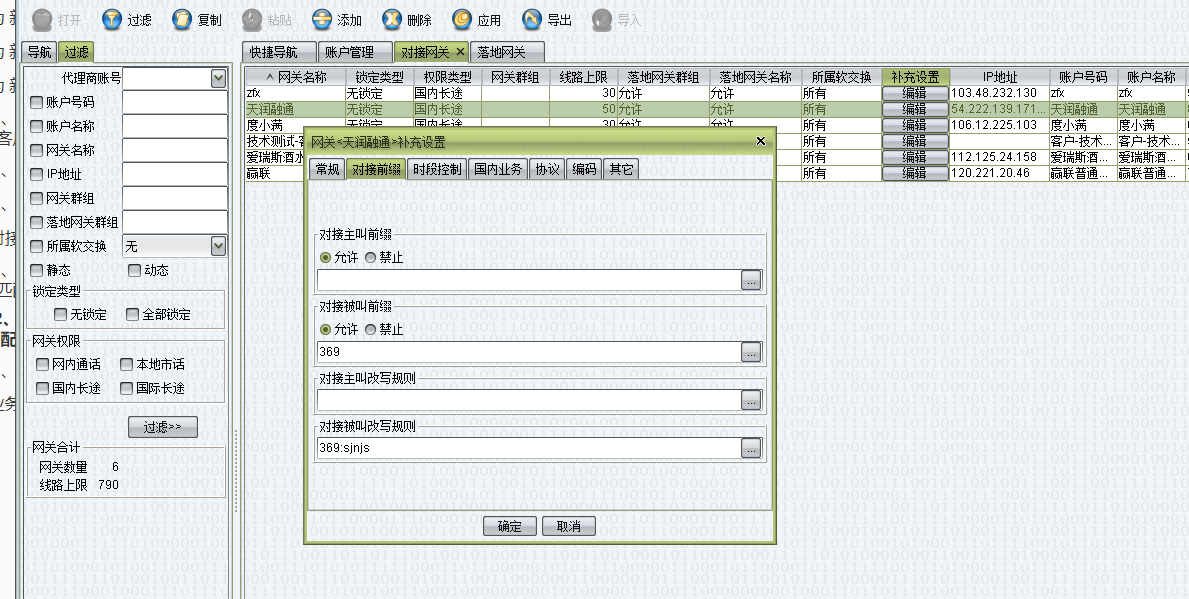 打开 过滤 复制 粘贴 添加 删除 应用 导出 导入
导航 过滤 快捷导航 账户管理 对接网关 × 落地网关
代理商账号
账户号码
账户名称
网关名称
IP地址
网关群组
落地网关群组
所属软交换 无
静态 动态
锁定类型
无锁定 全部锁定
网关权限
网内通话 本地市话
国内长途 国际长途
过滤>>
网关合计
网关数量 6
线路上限 790
网关名称 锁定类型 权限类型 网关群组 线路上限 落地网关群组 落地网关名称 所属软交换 补充设置 IP地址 账户号码 账户名称
zfx 无锁定 国内长途 30 允许 允许 所有 编辑 103.48.232.130 zfx zfx
天润融通 无锁定 国内长途 50 允许 允许 所有 编辑 54.222.139.171... 天润融通 天润融通
度小满 无锁定 国内长途 30 允许 允许 所有 编辑 106.12.225.103 度小满 度小满
技术测试-客 所有 编辑 客户-技术... 客户-技术...
爱瑞斯酒水 所有 编辑 112.125.24.158 爱瑞斯酒... 爱瑞斯酒...
赢联 所有 编辑 120.221.20.46 赢联普通... 赢联普通...
网关<天润融通>补充设置 ×
常规 对接前缀 时段控制 国内业务 协议 编码 其它
对接主叫前缀
允许 禁止
...
对接被叫前缀
允许 禁止
369 ...
对接主叫改写规则
...
对接被叫改写规则
369:sjnjs ...
确定 取消